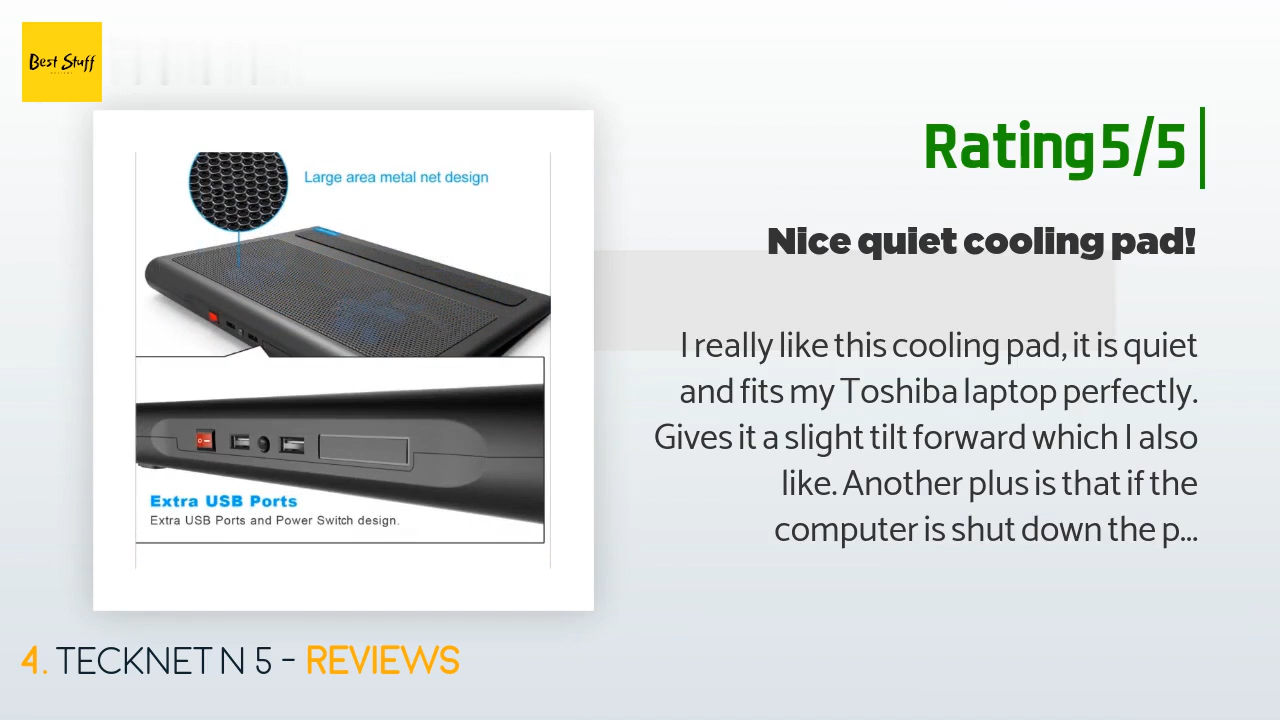 Best Stuff
Large area metal net design
Extra USB Ports
Extra USB Ports and Power Switch design.
Rating 5/5
Nice quiet cooling pad!
I really like this cooling pad, it is quiet
and fits my Toshiba laptop perfectly.
Gives it a slight tilt forward which I also
like. Another plus is that if the
computer is shut down the p...
4. TECKNET N 5 - REVIEWS